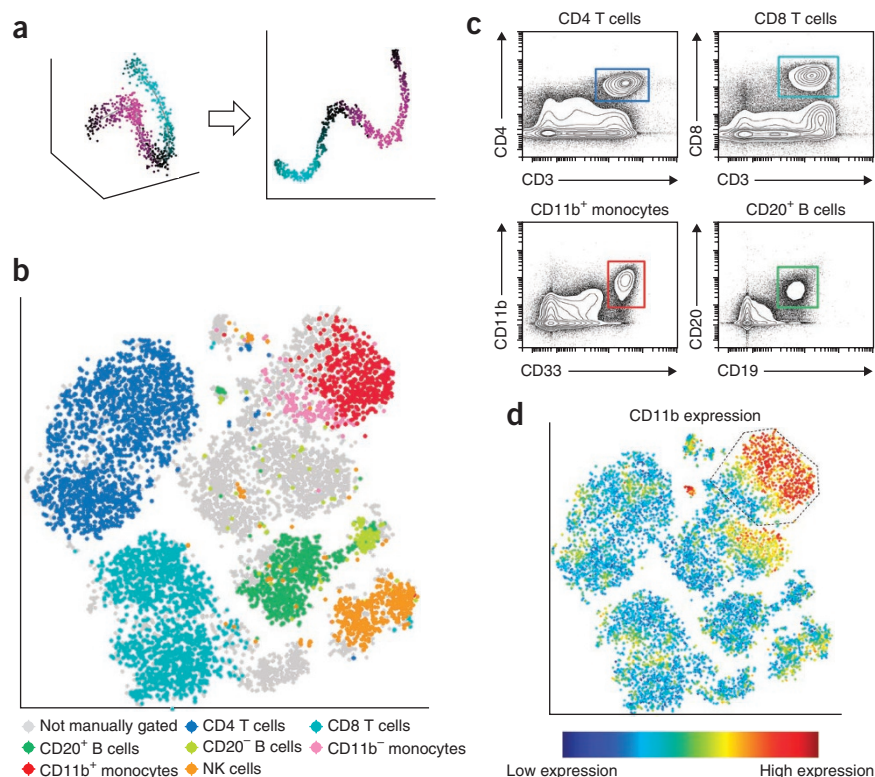 a
b
Not manually gated
CD4 T cells
CD8 T cells
CD20⁺ B cells
CD20⁻ B cells
CD11b⁻ monocytes
CD11b⁺ monocytes
NK cells
c
CD4 T cells
CD4
CD3
CD8 T cells
CD8
CD3
CD11b⁺ monocytes
CD11b
CD33
CD20⁺ B cells
CD20
CD19
d
CD11b expression
Low expression
High expression